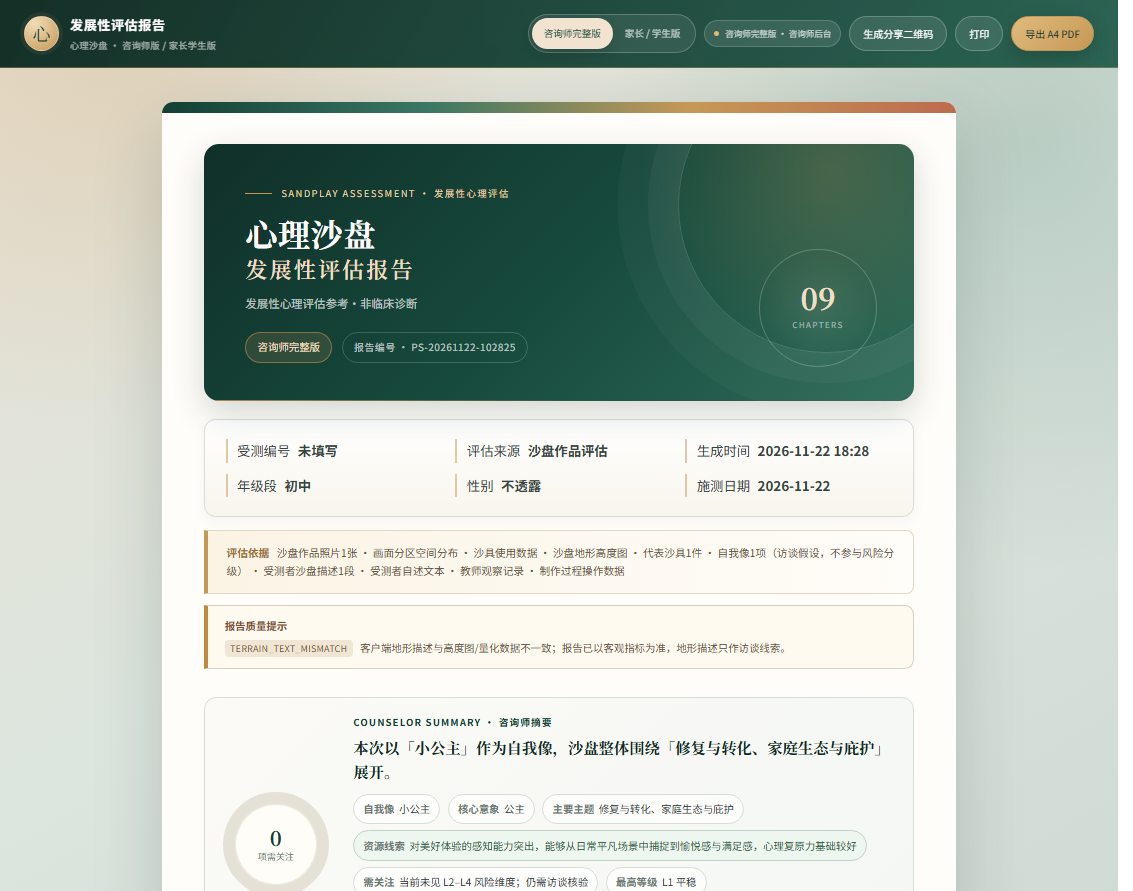 心
发展性评估报告
心理沙盘 · 咨询师版 / 家长学生版
咨询师完整版
家长 / 学生版
咨询师完整版 · 咨询师后台
生成分享二维码
打印
导出 A4 PDF
SANDPLAY ASSESSMENT · 发展性心理评估
心理沙盘
发展性评估报告
发展性心理评估参考·非临床诊断
咨询师完整版
报告编号 · PS-20261122-102825
09
CHAPTERS
受测编号 未填写
评估来源 沙盘作品评估
生成时间 2026-11-22 18:28
年级段 初中
性别 不透露
施测日期 2026-11-22
评估依据 沙盘作品照片1张 · 画面分区空间分布 · 沙具使用数据 · 沙盘地形高度图 · 代表沙具1件 · 自我像1项（访谈假设，不参与风险分
级） · 受测者沙盘描述1段 · 受测者自述文本 · 教师观察记录 · 制作过程操作数据
报告质量提示
TERRAIN_TEXT_MISMATCH 客户端地形描述与高度图/量化数据不一致；报告已以客观指标为准，地形描述只作访谈线索。
COUNSELOR SUMMARY · 咨询师摘要
本次以「小公主」作为自我像，沙盘整体围绕「修复与转化、家庭生态与庇护」
展开。
0
项需关注
自我像 小公主
核心意象 公主
主要主题 修复与转化、家庭生态与庇护
资源线索 对美好体验的感知能力突出，能够从日常平凡场景中捕捉到愉悦感与满足感，心理复原力基础较好
需关注 当前未见 L2–L4 风险维度；仍需访谈核验
最高等级 L1 平稳